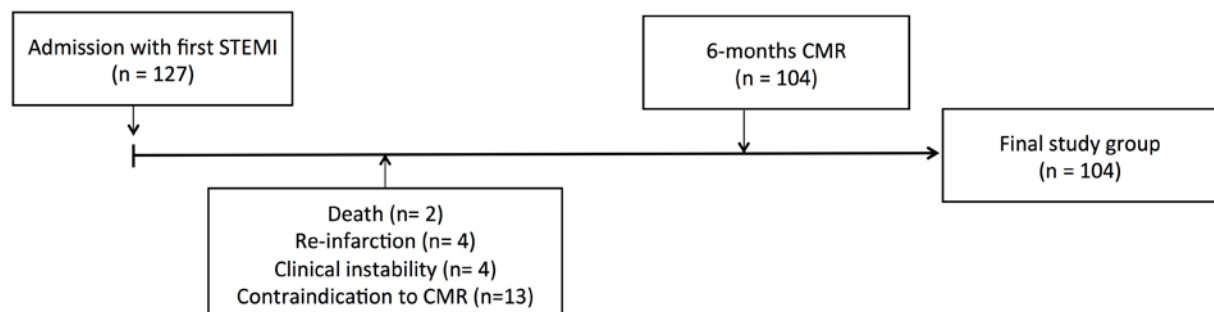 Admission with first STEMI
(n = 127)
6-months CMR
(n = 104)
Final study group
(n = 104)
Death (n= 2)
Re-infarction (n= 4)
Clinical instability (n= 4)
Contraindication to CMR (n=13)